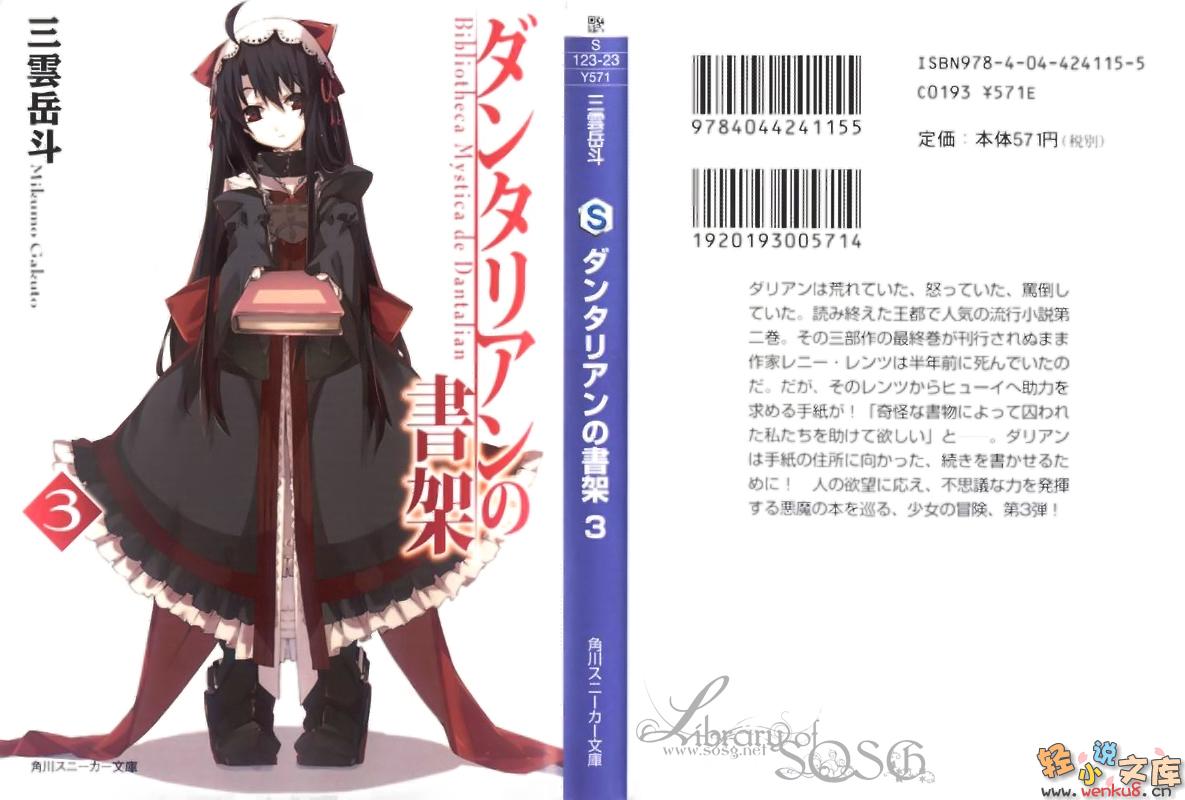 三雲岳斗
Mikumo Gakuto
ダンタリアンの
書架
Bibliotheca Mystica de Dantalian
3
角川スニーカー文庫
S
123-23
Y571
三雲岳斗
S
ダンタリアンの書架 3
角川スニーカー文庫
9784044241155
1920193005714
ISBN978-4-04-424115-5
C0193 ¥571E
定価：本体571円（税別）
ダリアンは荒れていた、怒っていた、罵倒し
ていた。読み終えた王都で人気の流行小説第
二巻。その三部作の最終巻が刊行されぬまま
作家レニー・レンツは半年前に死んでいたの
だ。だが、そのレンツからヒューイへ助力を
求める手紙が！「奇怪な書物によって囚われ
た私たちを助けて欲しい」と――。ダリアン
は手紙の住所に向かった、続きを書かせるた
めに！　人の欲望に応え、不思議な力を発揮
する悪魔の本を巡る、少女の冒険、第3弾！
Library of
www.sosg.net
SOSG
轻小说文库
www.wenku8.cn